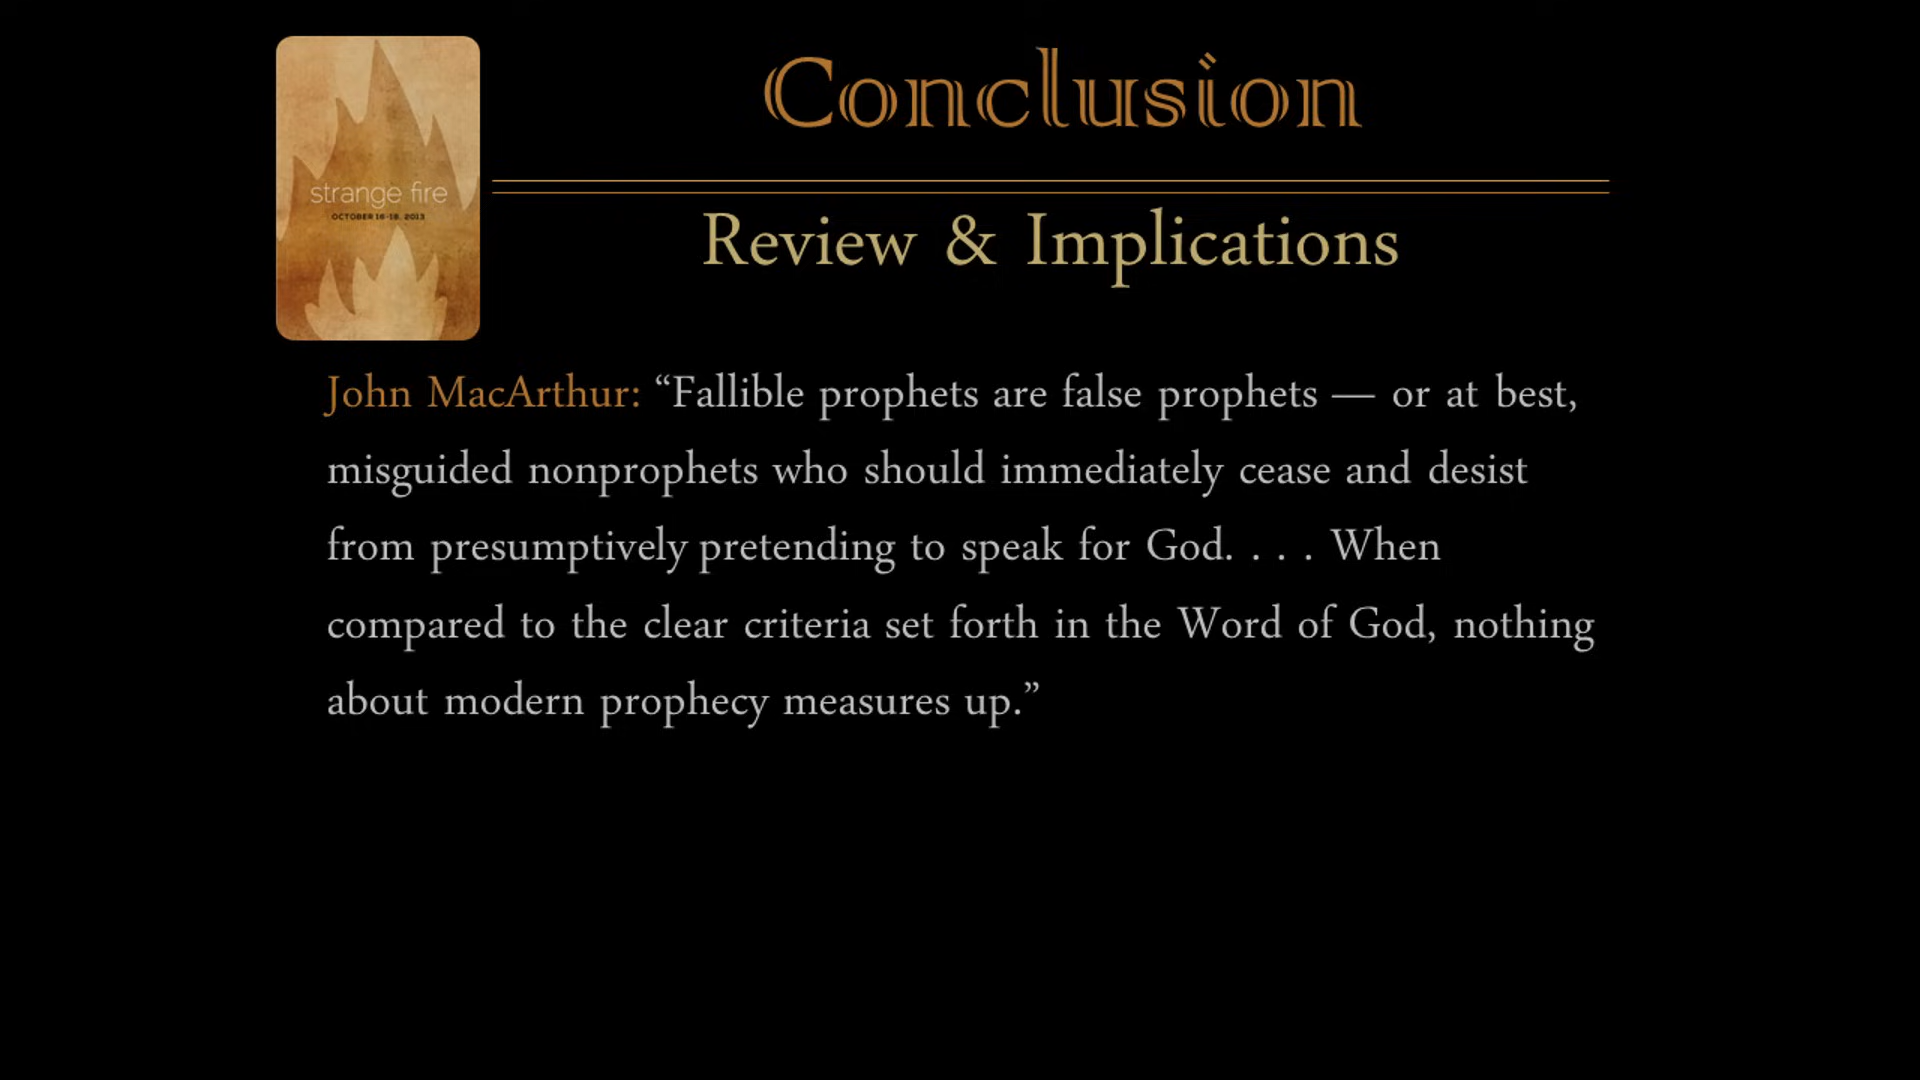 Conclusion
strange fire
OCTOBER 16-18, 2013
Review & Implications
John MacArthur: “Fallible prophets are false prophets — or at best,
misguided nonprophets who should immediately cease and desist
from presumptively pretending to speak for God. . . . When
compared to the clear criteria set forth in the Word of God, nothing
about modern prophecy measures up.”